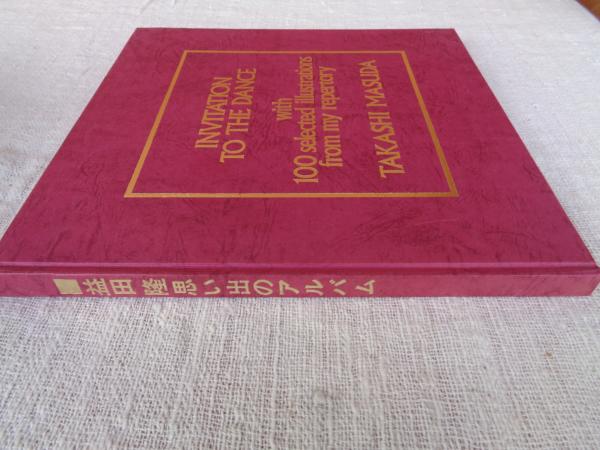 INVITATION
TO THE DANCE
with
100 selected illustrations
from my repertory
TAKASHI MASUDA
■益田 隆思い出のアルバム